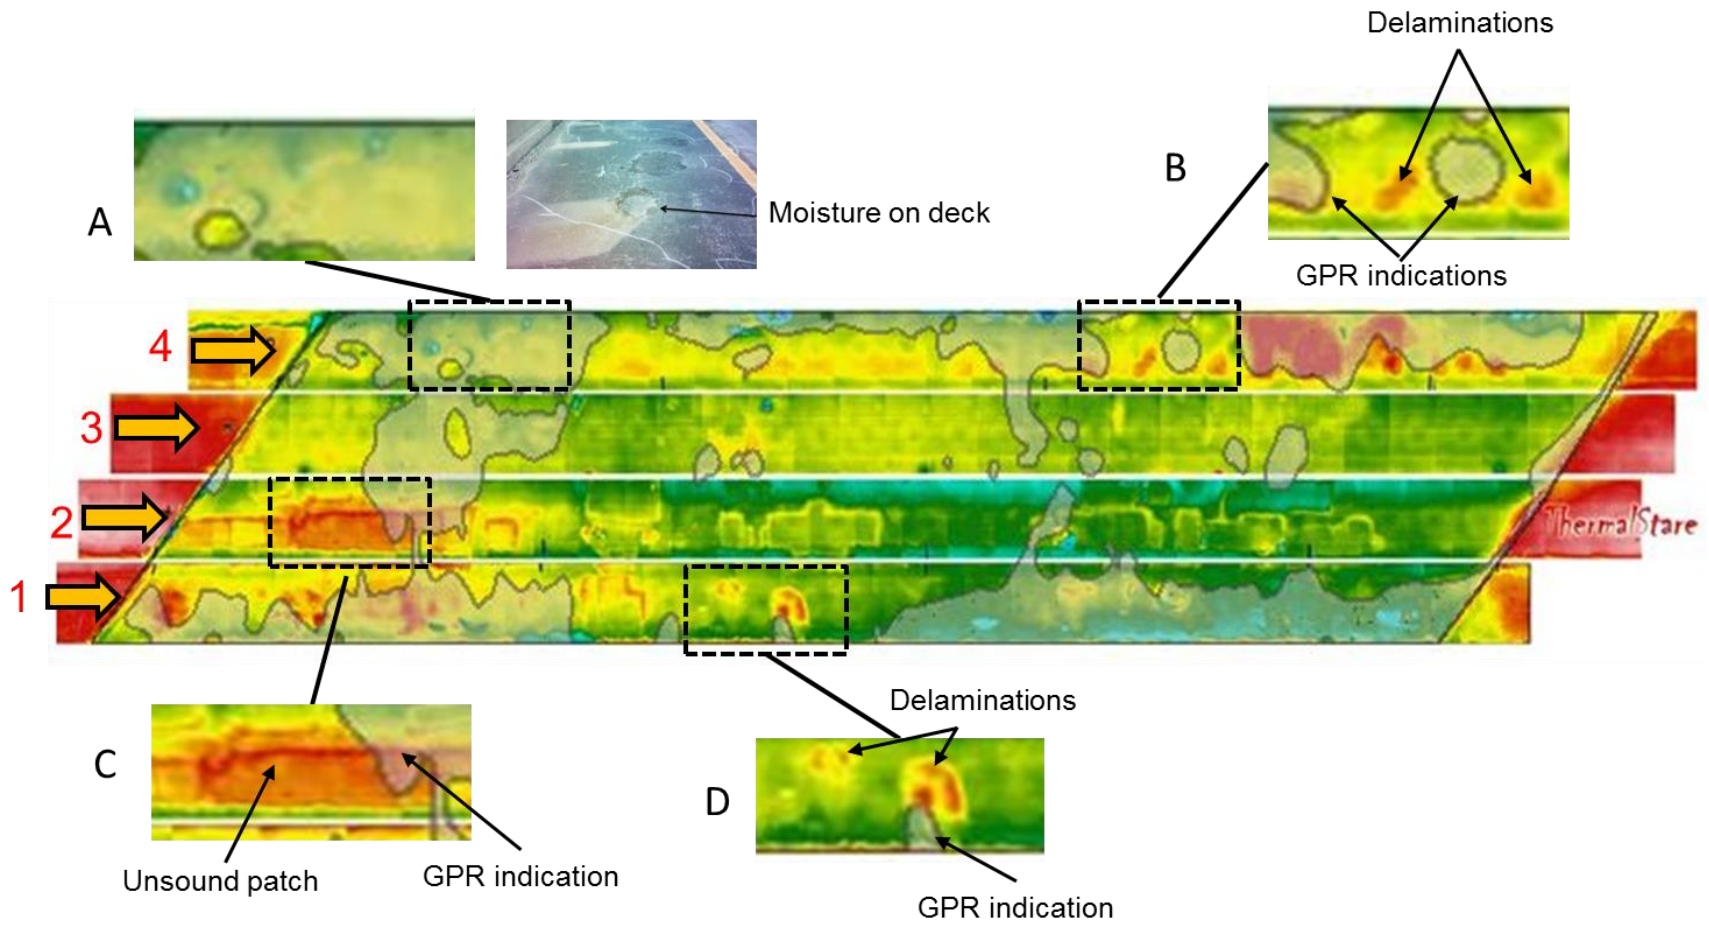 Delaminations
B
GPR indications
A
Moisture on deck
4
3
2
ThermalStare
1
C
Unsound patch
GPR indication
Delaminations
D
GPR indication